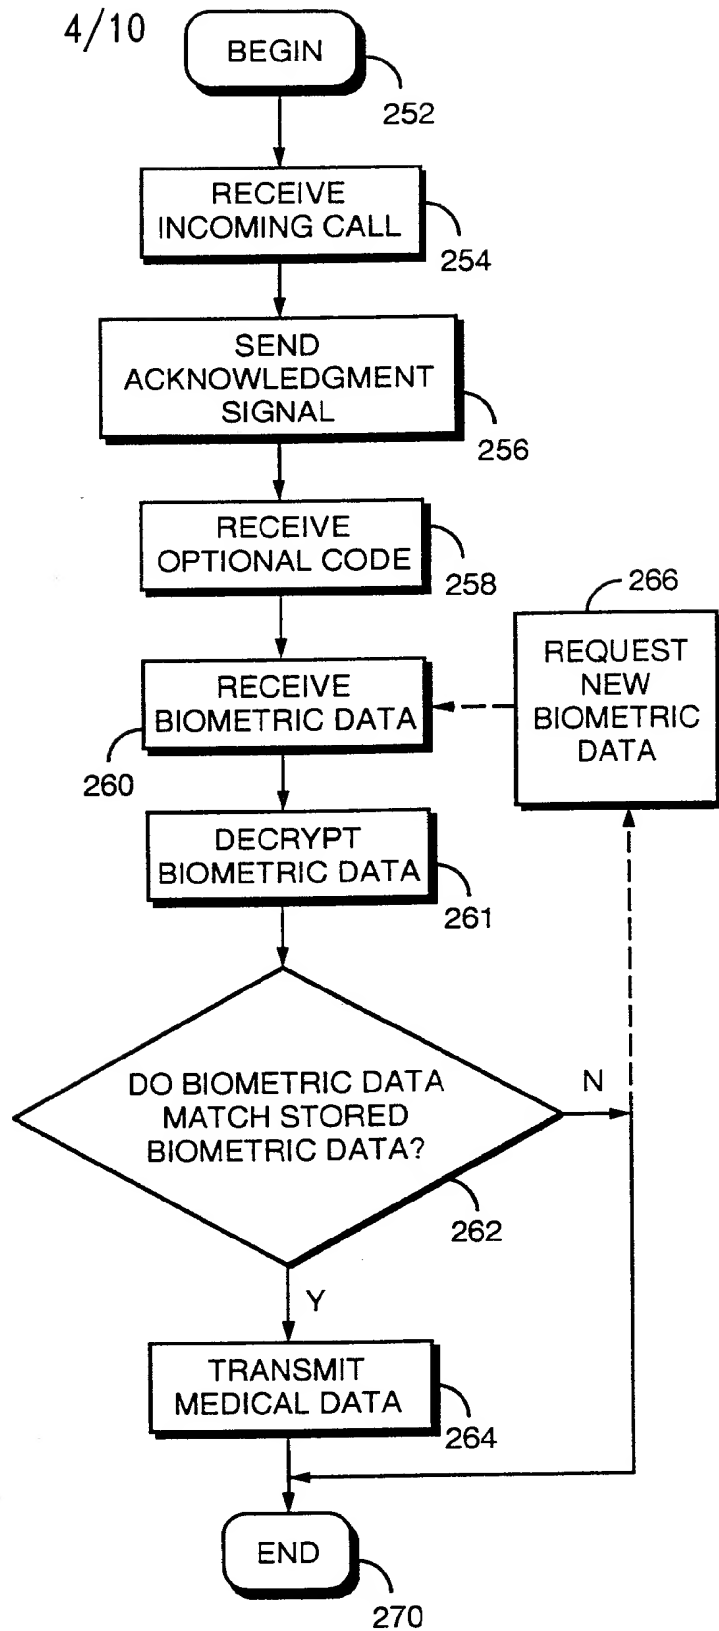 4/10
BEGIN
252
RECEIVE
INCOMING CALL
254
SEND
ACKNOWLEDGMENT
SIGNAL
256
RECEIVE
OPTIONAL CODE
258
266
REQUEST
NEW
BIOMETRIC
DATA
RECEIVE
BIOMETRIC DATA
260
DECRYPT
BIOMETRIC DATA
261
DO BIOMETRIC DATA
MATCH STORED
BIOMETRIC DATA?
N
262
Y
TRANSMIT
MEDICAL DATA
264
END
270